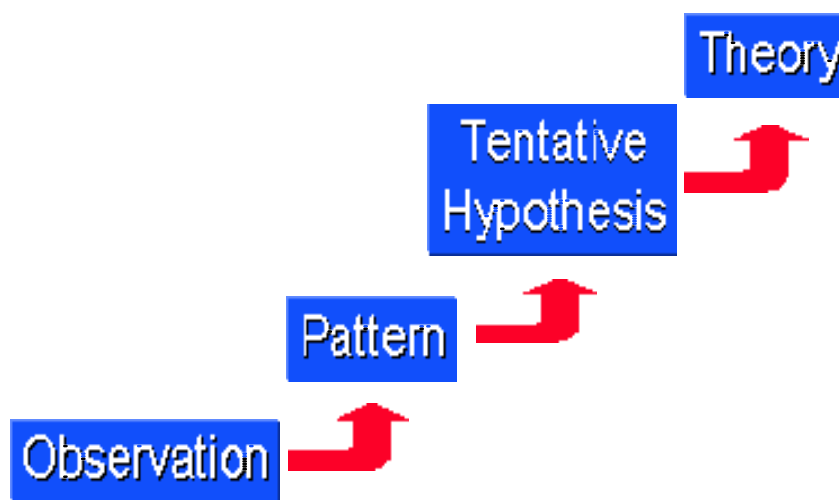 Theory
Tentative
Hypothesis
Pattern
Observation